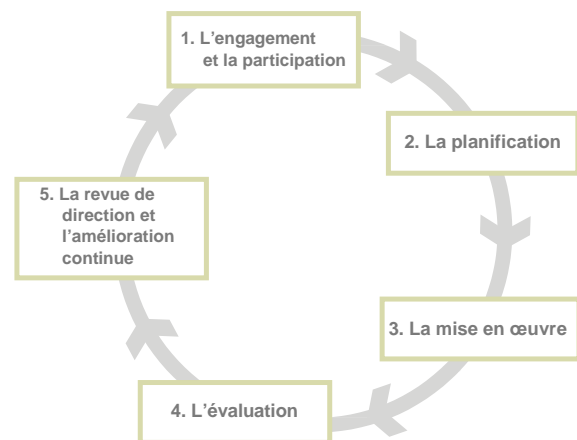 1. L'engagement
et la participation
2. La planification
3. La mise en œuvre
4. L'évaluation
5. La revue de
direction et
l'amélioration
continue